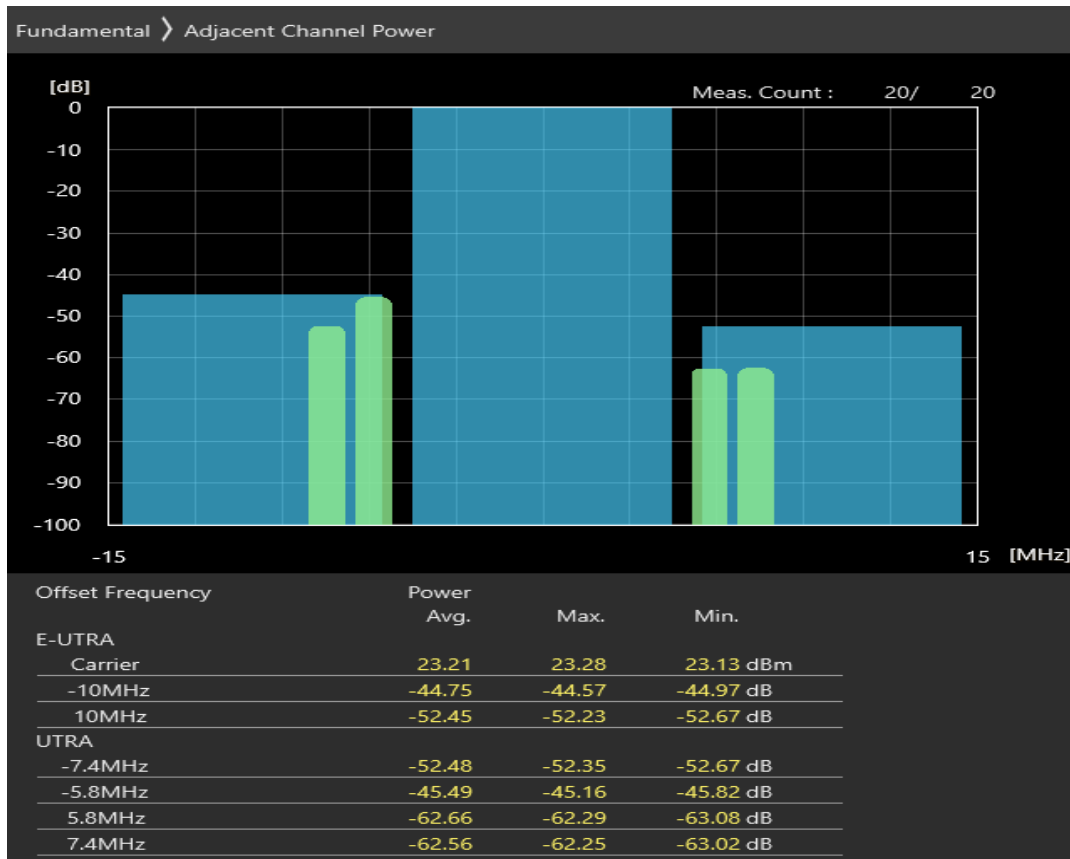 Fundamental ❯ Adjacent Channel Power
[dB]
Meas. Count : 20/ 20
0
-10
-20
-30
-40
-50
-60
-70
-80
-90
-100
-15 15 [MHz]
Offset Frequency Power
Avg. Max. Min.
E-UTRA
Carrier 23.21 23.28 23.13 dBm
-10MHz -44.75 -44.57 -44.97 dB
10MHz -52.45 -52.23 -52.67 dB
UTRA
-7.4MHz -52.48 -52.35 -52.67 dB
-5.8MHz -45.49 -45.16 -45.82 dB
5.8MHz -62.66 -62.29 -63.08 dB
7.4MHz -62.56 -62.25 -63.02 dB